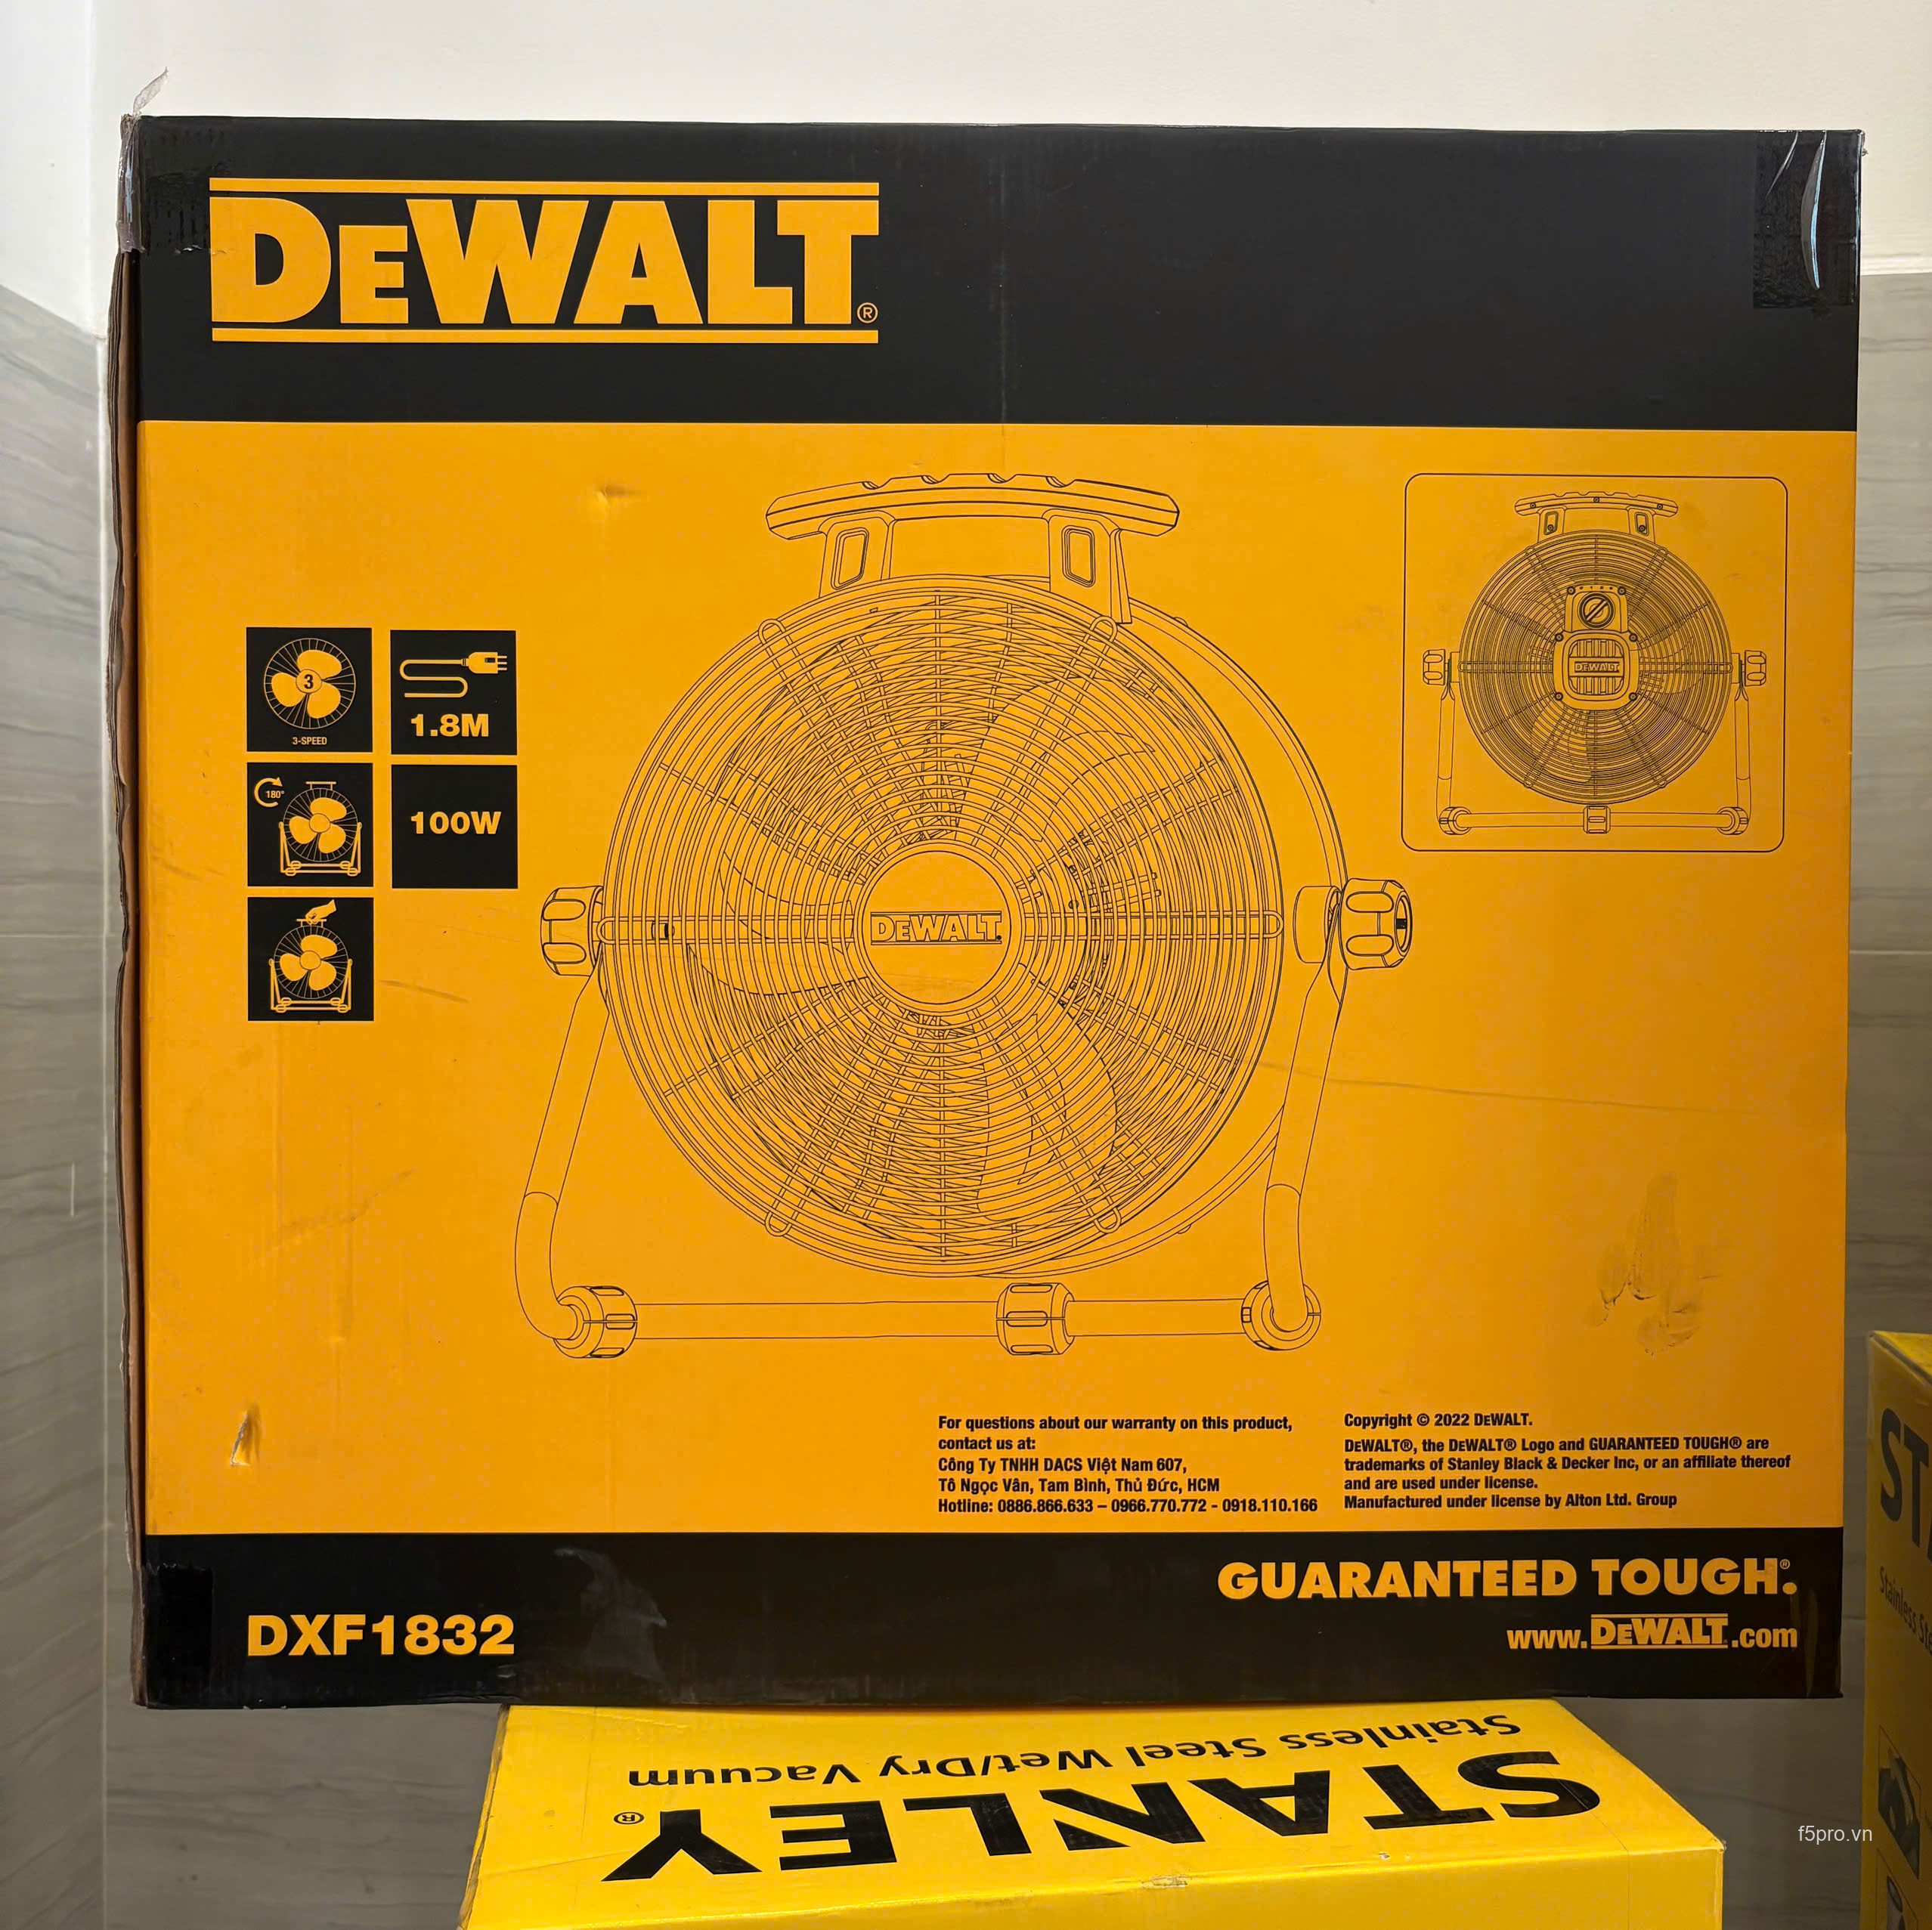 DEWALT®
3
3-SPEED
1.8M
180°
100W
DEWALT
DEWALT®
For questions about our warranty on this product,
contact us at:
Công Ty TNHH DACS Việt Nam 607,
Tô Ngọc Vân, Tam Bình, Thủ Đức, HCM
Hotline: 0886.866.633 – 0966.770.772 - 0918.110.166
Copyright © 2022 DEWALT.
DEWALT®, the DEWALT® Logo and GUARANTEED TOUGH® are
trademarks of Stanley Black & Decker Inc, or an affiliate thereof
and are used under license.
Manufactured under license by Alton Ltd. Group
GUARANTEED TOUGH®.
www.DEWALT.com
DXF1832
STANLEY®
Stainless Steel Wet/Dry Vacuum
ST
Stainless Ste
f5pro.vn